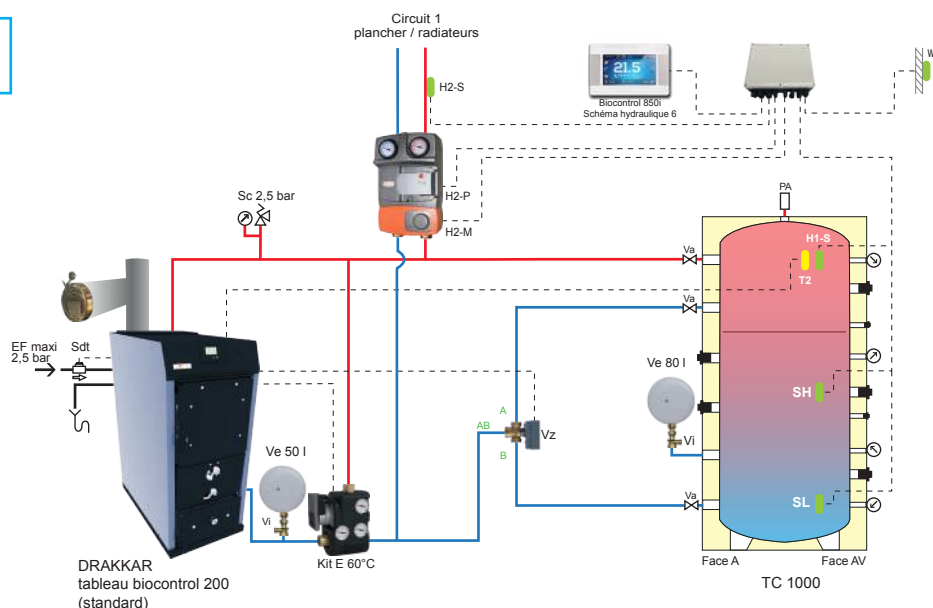 Circuit 1
plancher / radiateurs
H2-S
21.5
Biocontrol 850i
Schéma hydraulique 6
W
Sc 2,5 bar
H2-P
H2-M
PA
Va
H1-S
T2
Va
EF maxi
2,5 bar
Sdt
Ve 80 l
SH
A
AB
Vz
B
Vi
Ve 50 l
Va
SL
Vi
Kit E 60°C
Face A
Face AV
DRAKKAR
tableau biocontrol 200
(standard)
TC 1000